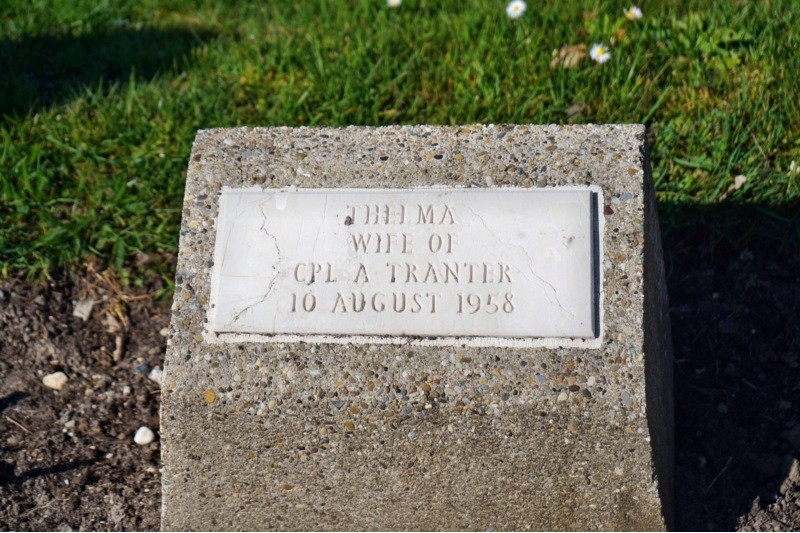 THELMA
WIFE OF
CPL A TRANTER
10 AUGUST 1958